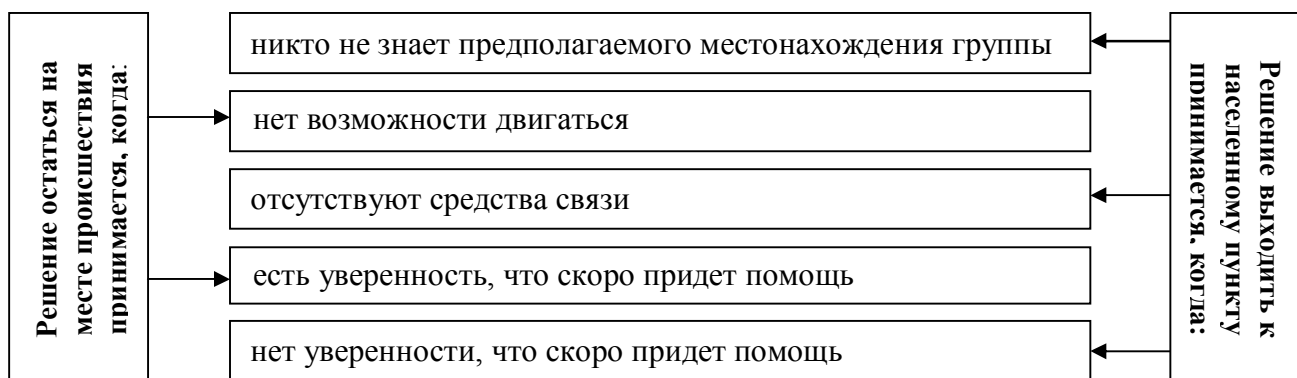 Решение остаться на
месте происшествия
принимается, когда:
никто не знает предполагаемого местонахождения группы
нет возможности двигаться
отсутствуют средства связи
есть уверенность, что скоро придет помощь
нет уверенности, что скоро придет помощь
Решение выходить к
населенному пункту
принимается, когда: